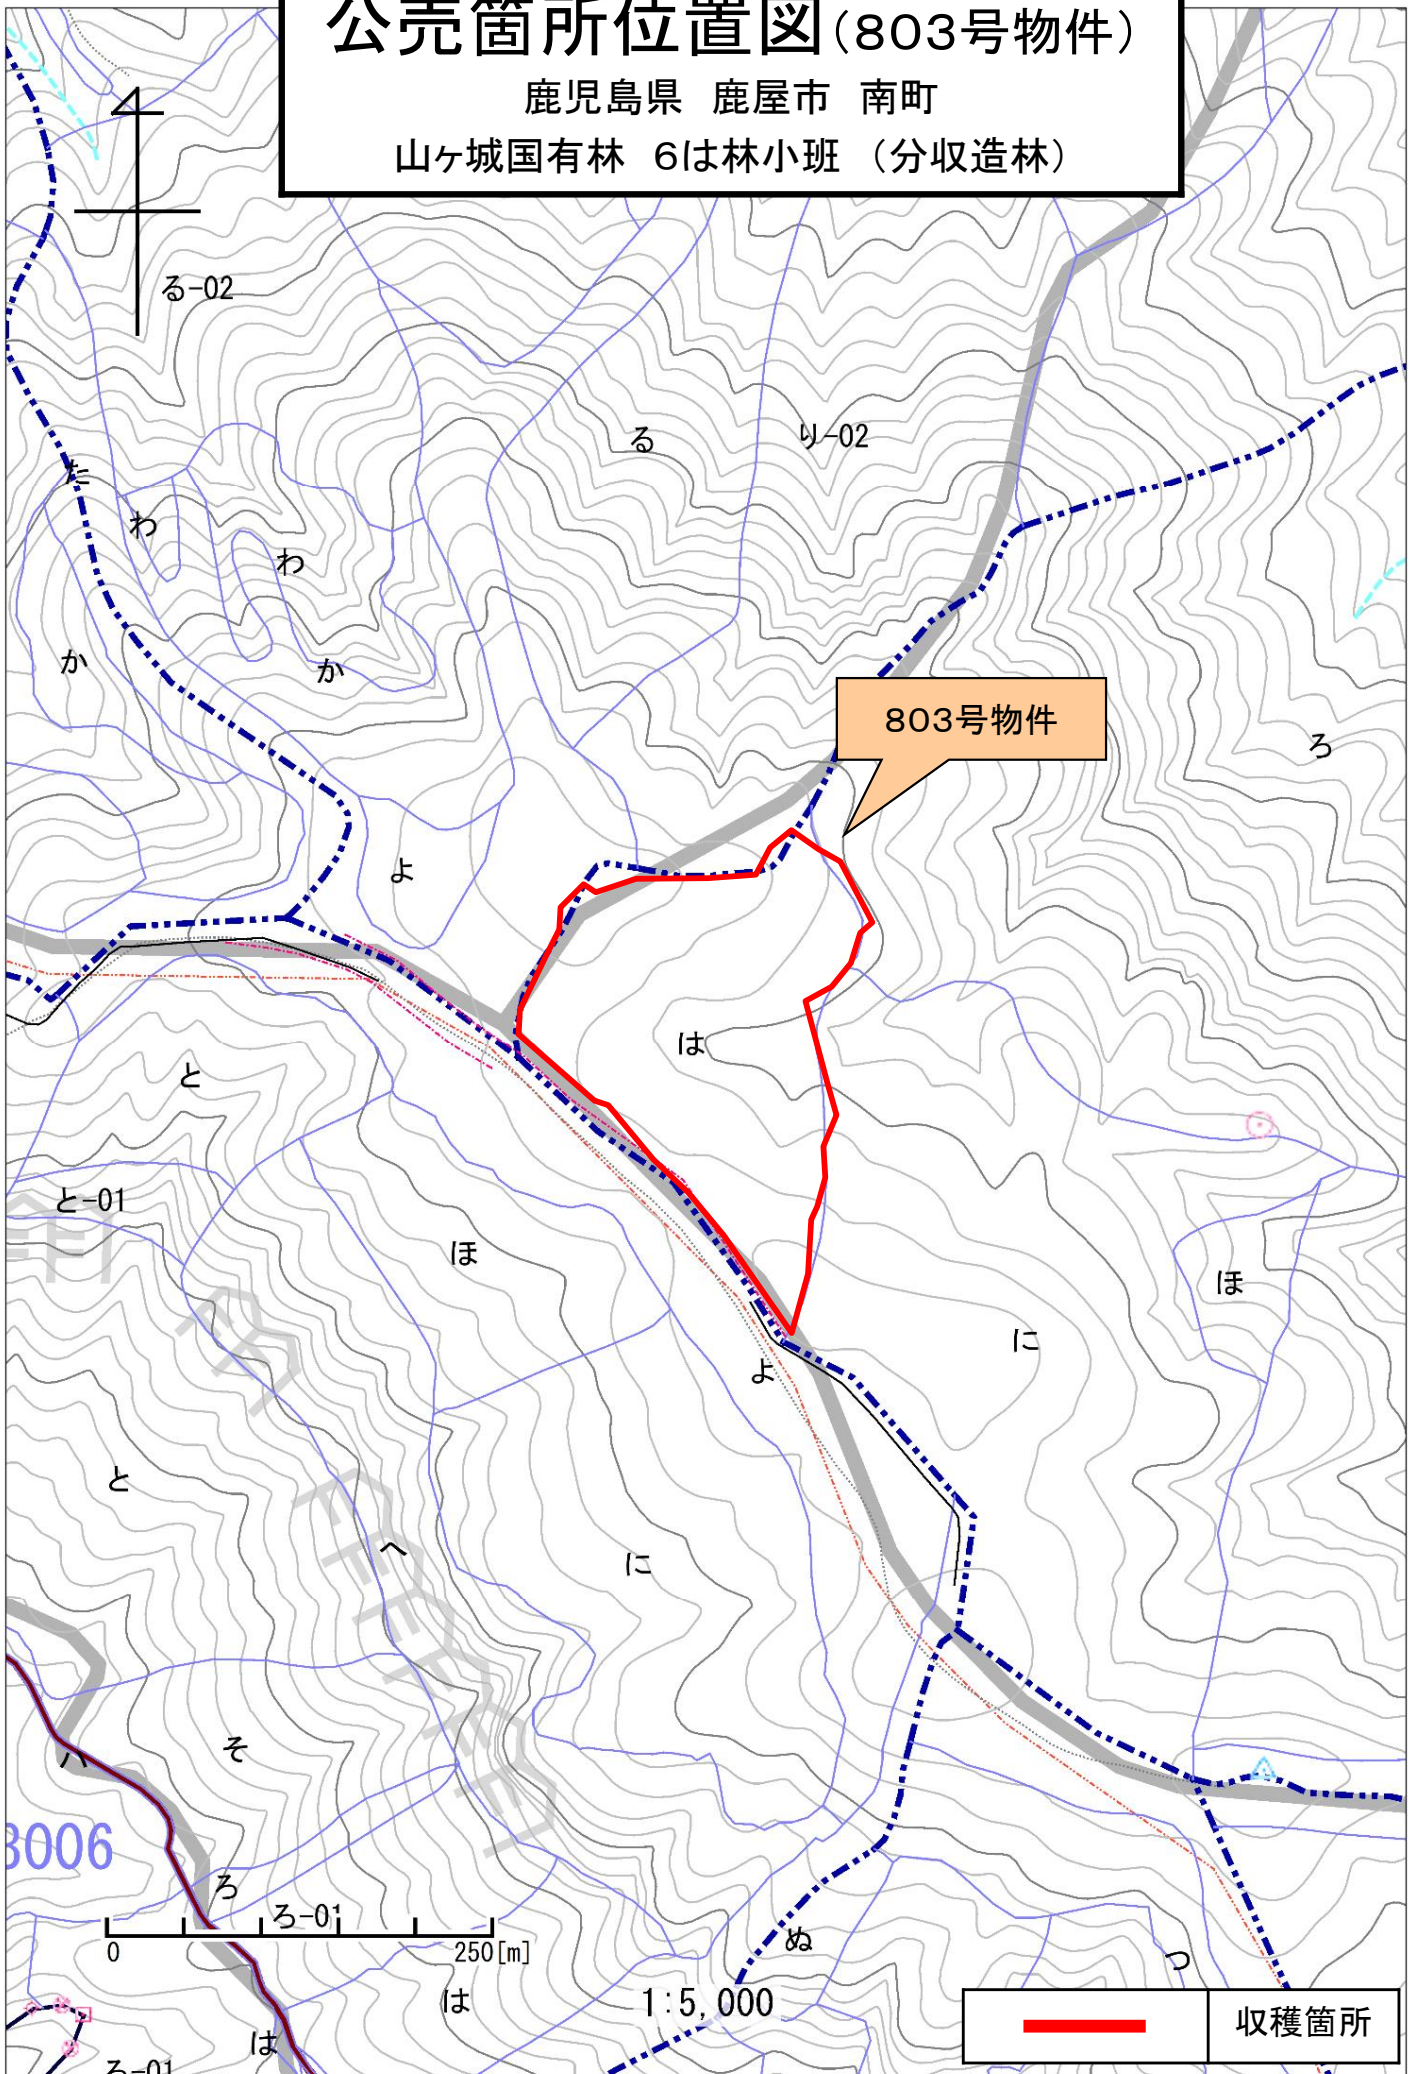 公売箇所位置図(803号物件)
鹿児島県 鹿屋市 南町
山ヶ城国有林 6は林小班 (分収造林)
る-02
る
り-02
た
わ
わ
か
か
803号物件
ろ
よ
は
と
と-01
ほ
ほ
に
よ
と
へ
に
そ
ハ
3006
ろ
ろ-01
0
250[m]
ぬ
つ
は
1:5,000
収穫箇所
は
ろ-01